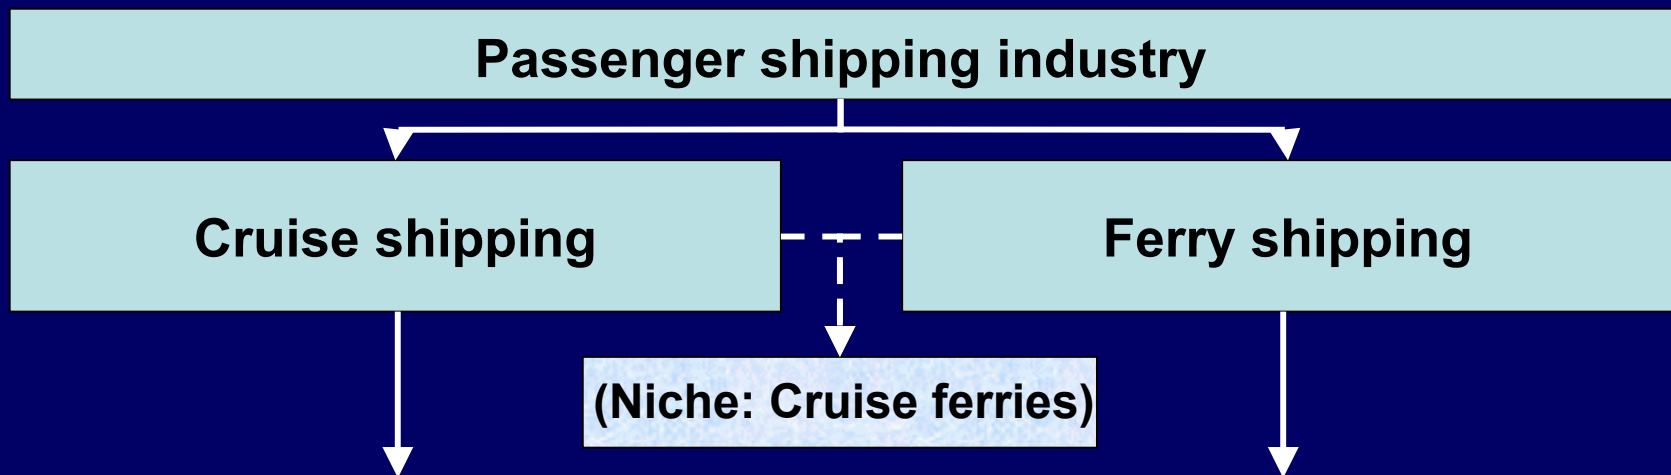 Passenger shipping industry
Cruise shipping
Ferry shipping
(Niche: Cruise ferries)